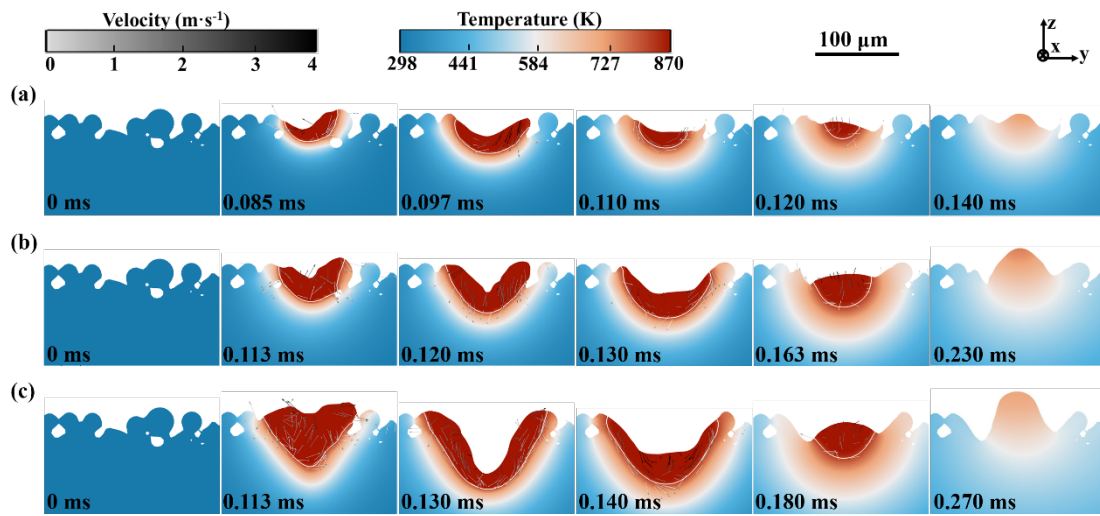 Velocity (m·s⁻¹)
0 1 2 3 4
Temperature (K)
298 441 584 727 870
100 μm
z
x
y
(a)
0 ms 0.085 ms 0.097 ms 0.110 ms 0.120 ms 0.140 ms
(b)
0 ms 0.113 ms 0.120 ms 0.130 ms 0.163 ms 0.230 ms
(c)
0 ms 0.113 ms 0.130 ms 0.140 ms 0.180 ms 0.270 ms